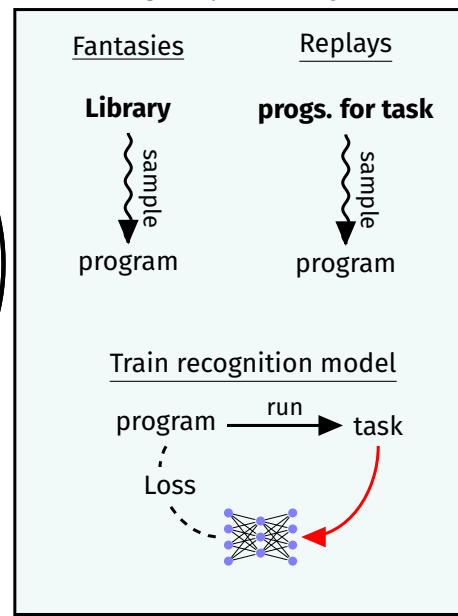 Fantasies
Replays
Library
progs. for task
sample
sample
program
program
Train recognition model
program
run
task
Loss